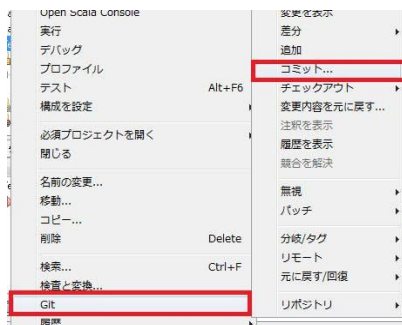 Open Scala Console
実行
デバッグ
プロファイル
テスト Alt+F6
構成を設定
必須プロジェクトを開く
閉じる
名前の変更...
移動...
コピー...
削除 Delete
検索... Ctrl+F
検査と変換...
Git
履歴
変更を表示
差分
追加
コミット...
チェックアウト
変更内容を元に戻す...
注釈を表示
履歴を表示
競合を解決
無視
パッチ
分岐/タグ
リモート
元に戻す/回復
リポジトリ